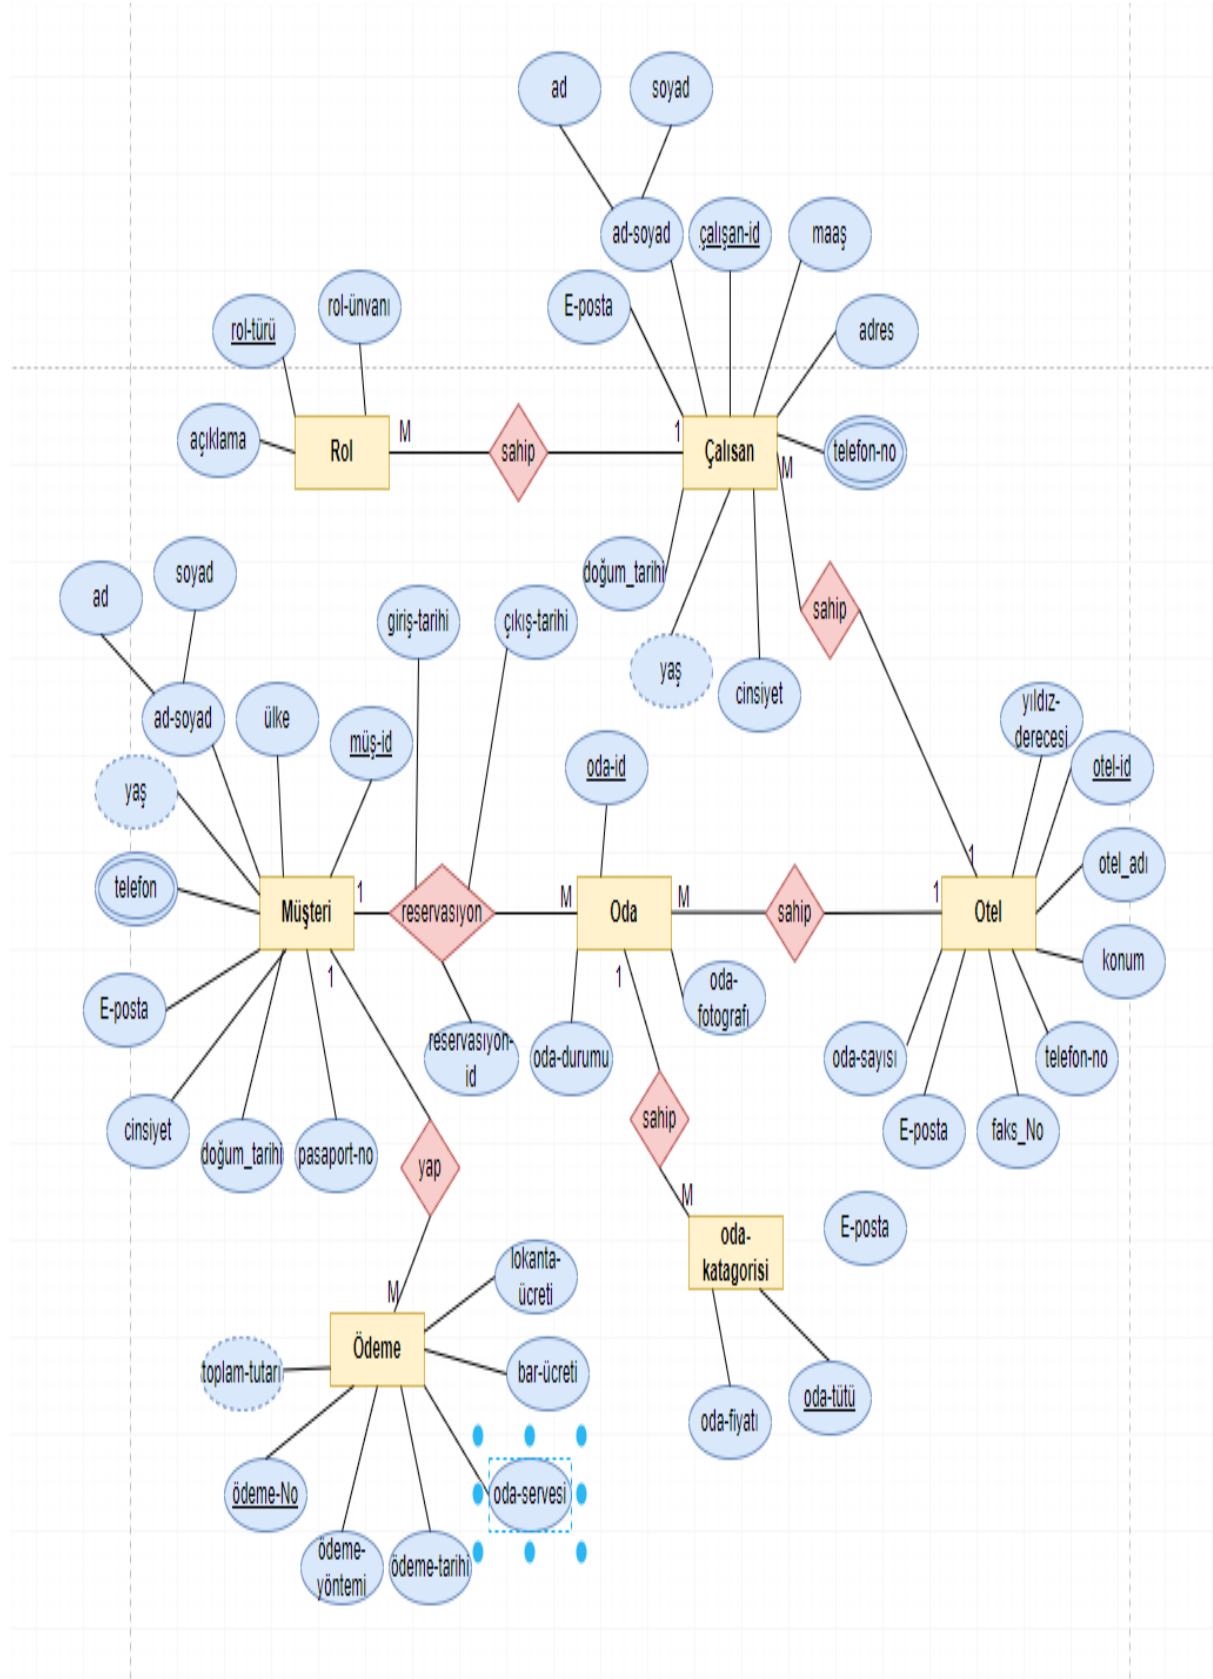 ad
soyad
ad-soyad
çalışan-id
maaş
E-posta
adres
rol-türü
rol-ünvanı
açıklama
Rol
M
sahip
1
Çalısan
telefon-no
M
doğum_tarihi
yaş
cinsiyet
sahip
ad
soyad
giriş-tarihi
çıkış-tarihi
ad-soyad
ülke
müş-id
oda-id
yıldız-
derecesi
otel-id
yaş
telefon
Müşteri
1
reservasıyon
M
Oda
M
sahip
1
1
Otel
otel_adı
konum
E-posta
1
reservasıyon-
id
oda-durumu
1
oda-
fotografı
oda-sayısı
telefon-no
cinsiyet
doğum_tarihi
pasaport-no
yap
sahip
E-posta
faks_No
M
oda-
katagorisi
E-posta
M
lokanta-
ücreti
Ödeme
toplam-tutarı
bar-ücreti
oda-fiyatı
oda-tütü
ödeme-No
oda-servesi
ödeme-
yöntemi
ödeme-tarihi